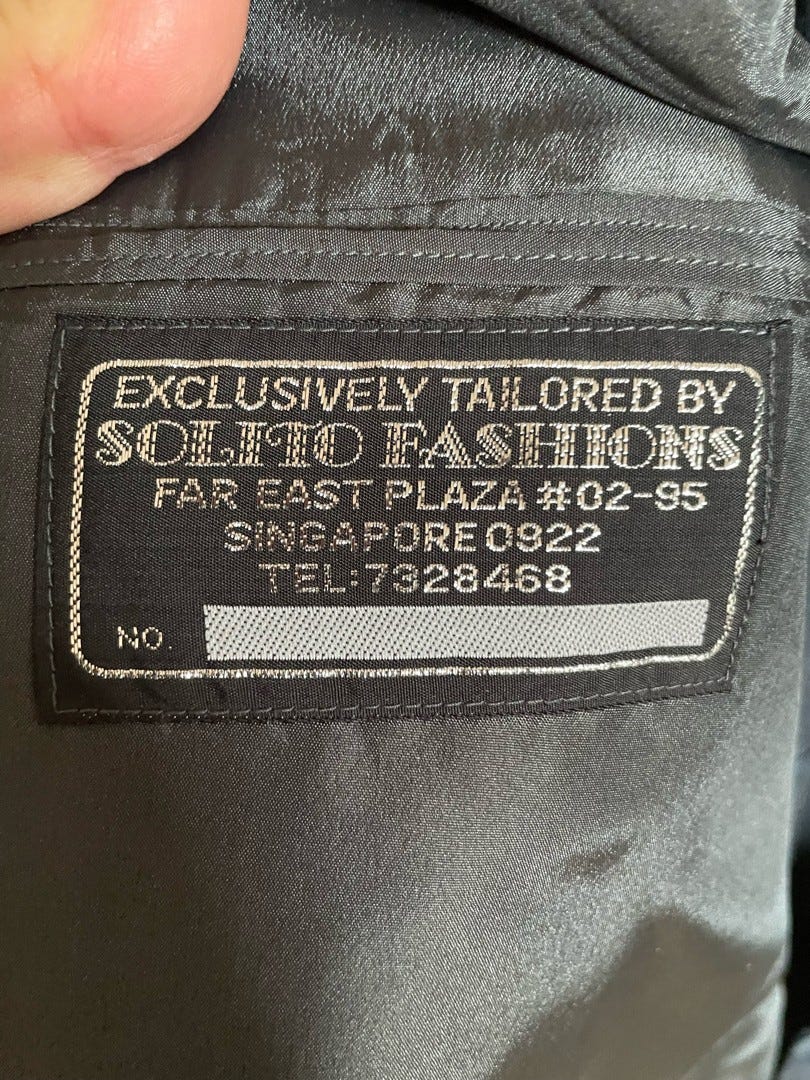 EXCLUSIVELY TAILORED BY
SOLITO FASHIONS
FAR EAST PLAZA #02-95
SINGAPORE 0922
TEL:7328468
NO.